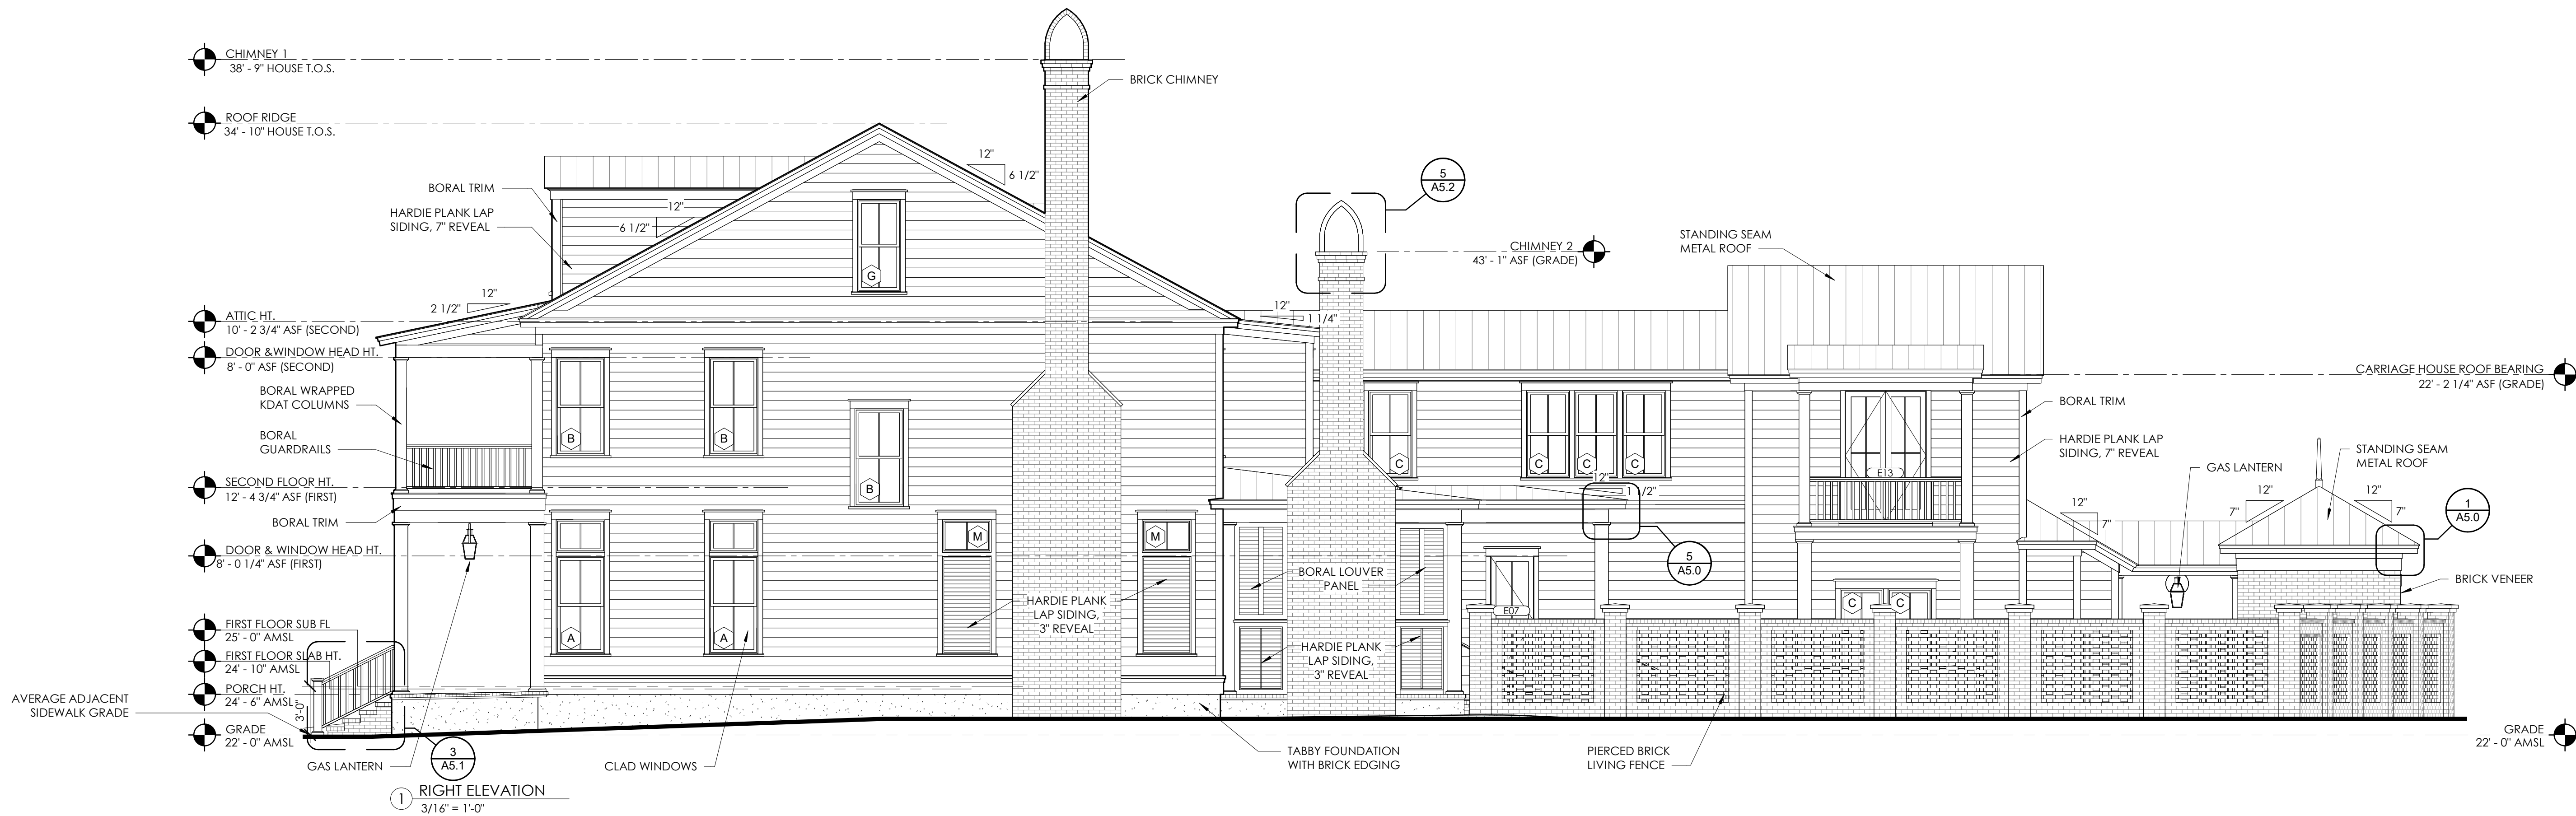 CHIMNEY 1
38' - 9" HOUSE T.O.S.
BRICK CHIMNEY
ROOF RIDGE
34' - 10" HOUSE T.O.S.
12"
6 1/2"
5
A5.2
BORAL TRIM
HARDIE PLANK LAP
SIDING, 7" REVEAL
12"
6 1/2"
G
CHIMNEY 2
43' - 1" ASF (GRADE)
STANDING SEAM
METAL ROOF
12"
2 1/2"
12"
1 1/4"
ATTIC HT.
10' - 2 3/4" ASF (SECOND)
DOOR &WINDOW HEAD HT.
8' - 0" ASF (SECOND)
CARRIAGE HOUSE ROOF BEARING
22' - 2 1/4" ASF (GRADE)
BORAL WRAPPED
KDAT COLUMNS
BORAL TRIM
BORAL
GUARDRAILS
B
B
B
C
C
C
C
E13
HARDIE PLANK LAP
SIDING, 7" REVEAL
GAS LANTERN
STANDING SEAM
METAL ROOF
SECOND FLOOR HT.
12' - 4 3/4" ASF (FIRST)
12"
1 1/2"
12"
7"
12"
7"
12"
7"
1
A5.0
BORAL TRIM
M
M
DOOR & WINDOW HEAD HT.
8' - 0 1/4" ASF (FIRST)
5
A5.0
BORAL LOUVER
PANEL
BRICK VENEER
HARDIE PLANK
LAP SIDING,
3" REVEAL
E07
C
C
A
A
FIRST FLOOR SUB FL
25' - 0" AMSL
HARDIE PLANK
LAP SIDING,
3" REVEAL
FIRST FLOOR SLAB HT.
24' - 10" AMSL
PORCH HT.
24' - 6" AMSL
AVERAGE ADJACENT
SIDEWALK GRADE
3'-0"
GRADE
22' - 0" AMSL
GRADE
22' - 0" AMSL
3
A5.1
GAS LANTERN
CLAD WINDOWS
TABBY FOUNDATION
WITH BRICK EDGING
PIERCED BRICK
LIVING FENCE
1
RIGHT ELEVATION
3/16" = 1'-0"